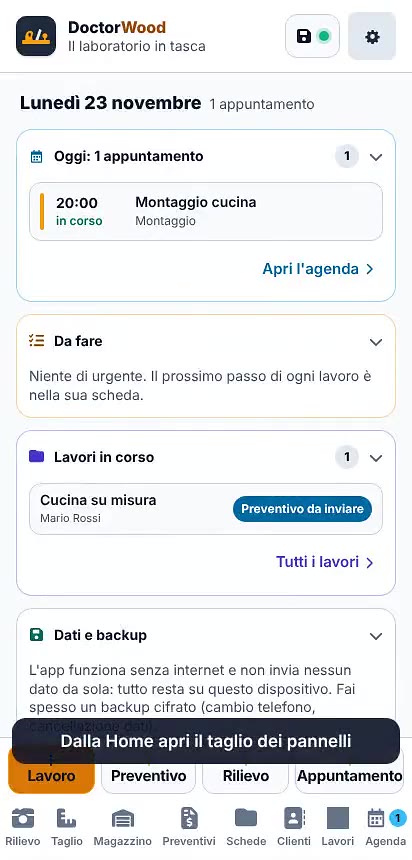 DoctorWood
Il laboratorio in tasca
Lunedì 23 novembre 1 appuntamento
Oggi: 1 appuntamento 1
20:00 Montaggio cucina
in corso Montaggio
Apri l'agenda
Da fare
Niente di urgente. Il prossimo passo di ogni lavoro è
nella sua scheda.
Lavori in corso 1
Cucina su misura
Mario Rossi
Preventivo da inviare
Tutti i lavori
Dati e backup
L'app funziona senza internet e non invia nessun
dato da sola: tutto resta su questo dispositivo. Fai
spesso un backup cifrato (cambio telefono,
cancellazione dati).
Dalla Home apri il taglio dei pannelli
Lavoro Preventivo Rilievo Appuntamento
1
Rilievo Taglio Magazzino Preventivi Schede Clienti Lavori Agenda